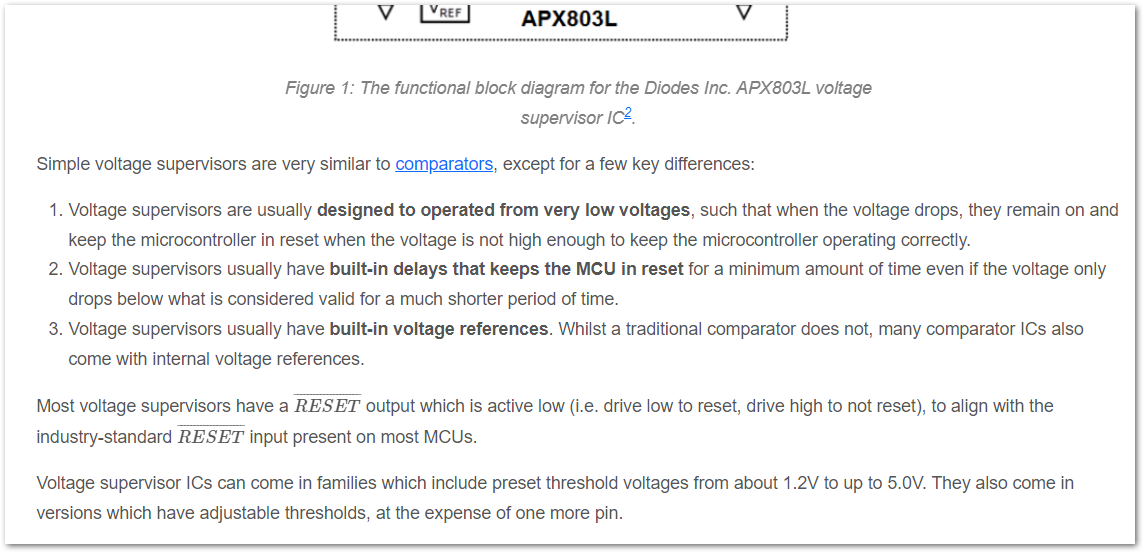 VREF
APX803L
Figure 1: The functional block diagram for the Diodes Inc. APX803L voltage
supervisor IC2.
Simple voltage supervisors are very similar to comparators, except for a few key differences:
1. Voltage supervisors are usually designed to operated from very low voltages, such that when the voltage drops, they remain on and
keep the microcontroller in reset when the voltage is not high enough to keep the microcontroller operating correctly.
2. Voltage supervisors usually have built-in delays that keeps the MCU in reset for a minimum amount of time even if the voltage only
drops below what is considered valid for a much shorter period of time.
3. Voltage supervisors usually have built-in voltage references. Whilst a traditional comparator does not, many comparator ICs also
come with internal voltage references.
Most voltage supervisors have a RESET output which is active low (i.e. drive low to reset, drive high to not reset), to align with the
industry-standard RESET input present on most MCUs.
Voltage supervisor ICs can come in families which include preset threshold voltages from about 1.2V to up to 5.0V. They also come in
versions which have adjustable thresholds, at the expense of one more pin.